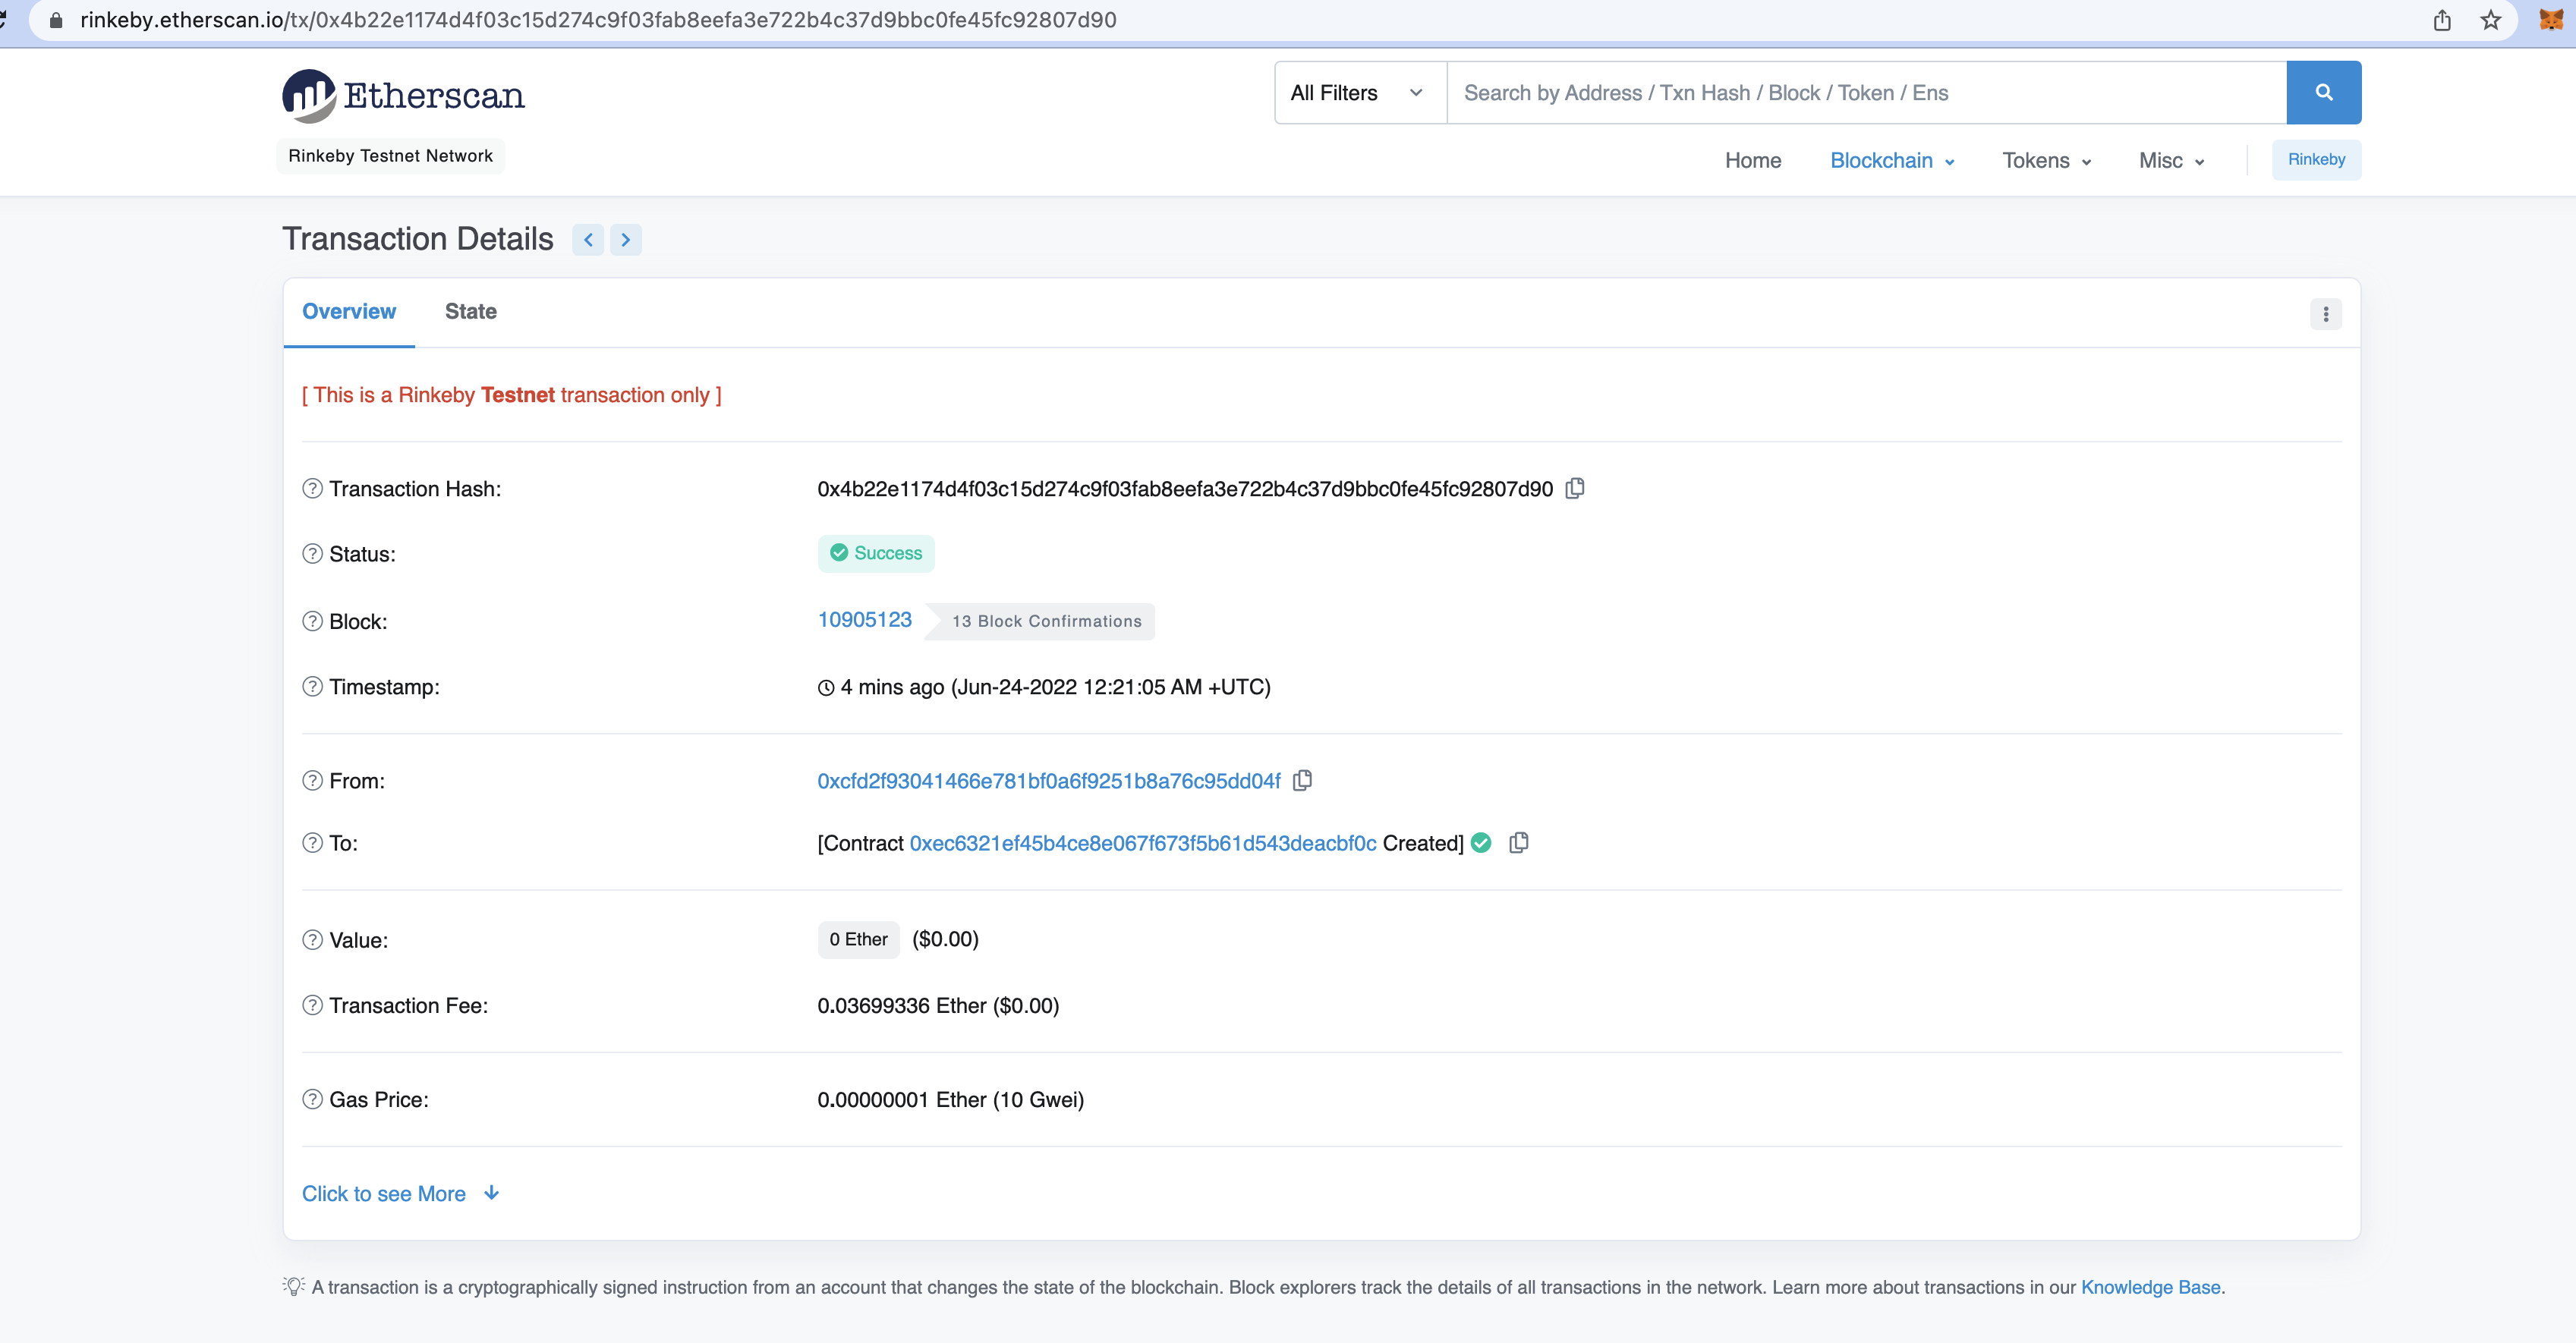 rinkeby.etherscan.io/tx/0x4b22e1174d4f03c15d274c9f03fab8eefa3e722b4c37d9bbc0fe45fc92807d90
Etherscan
All Filters Search by Address / Txn Hash / Block / Token / Ens
Rinkeby Testnet Network
Home Blockchain Tokens Misc Rinkeby
Transaction Details
Overview State
[ This is a Rinkeby Testnet transaction only ]
Transaction Hash: 0x4b22e1174d4f03c15d274c9f03fab8eefa3e722b4c37d9bbc0fe45fc92807d90
Status: Success
Block: 10905123 13 Block Confirmations
Timestamp: 4 mins ago (Jun-24-2022 12:21:05 AM +UTC)
From: 0xcfd2f93041466e781bf0a6f9251b8a76c95dd04f
To: [Contract 0xec6321ef45b4ce8e067f673f5b61d543deacbf0c Created]
Value: 0 Ether ($0.00)
Transaction Fee: 0.03699336 Ether ($0.00)
Gas Price: 0.00000001 Ether (10 Gwei)
Click to see More
A transaction is a cryptographically signed instruction from an account that changes the state of the blockchain. Block explorers track the details of all transactions in the network. Learn more about transactions in our Knowledge Base.